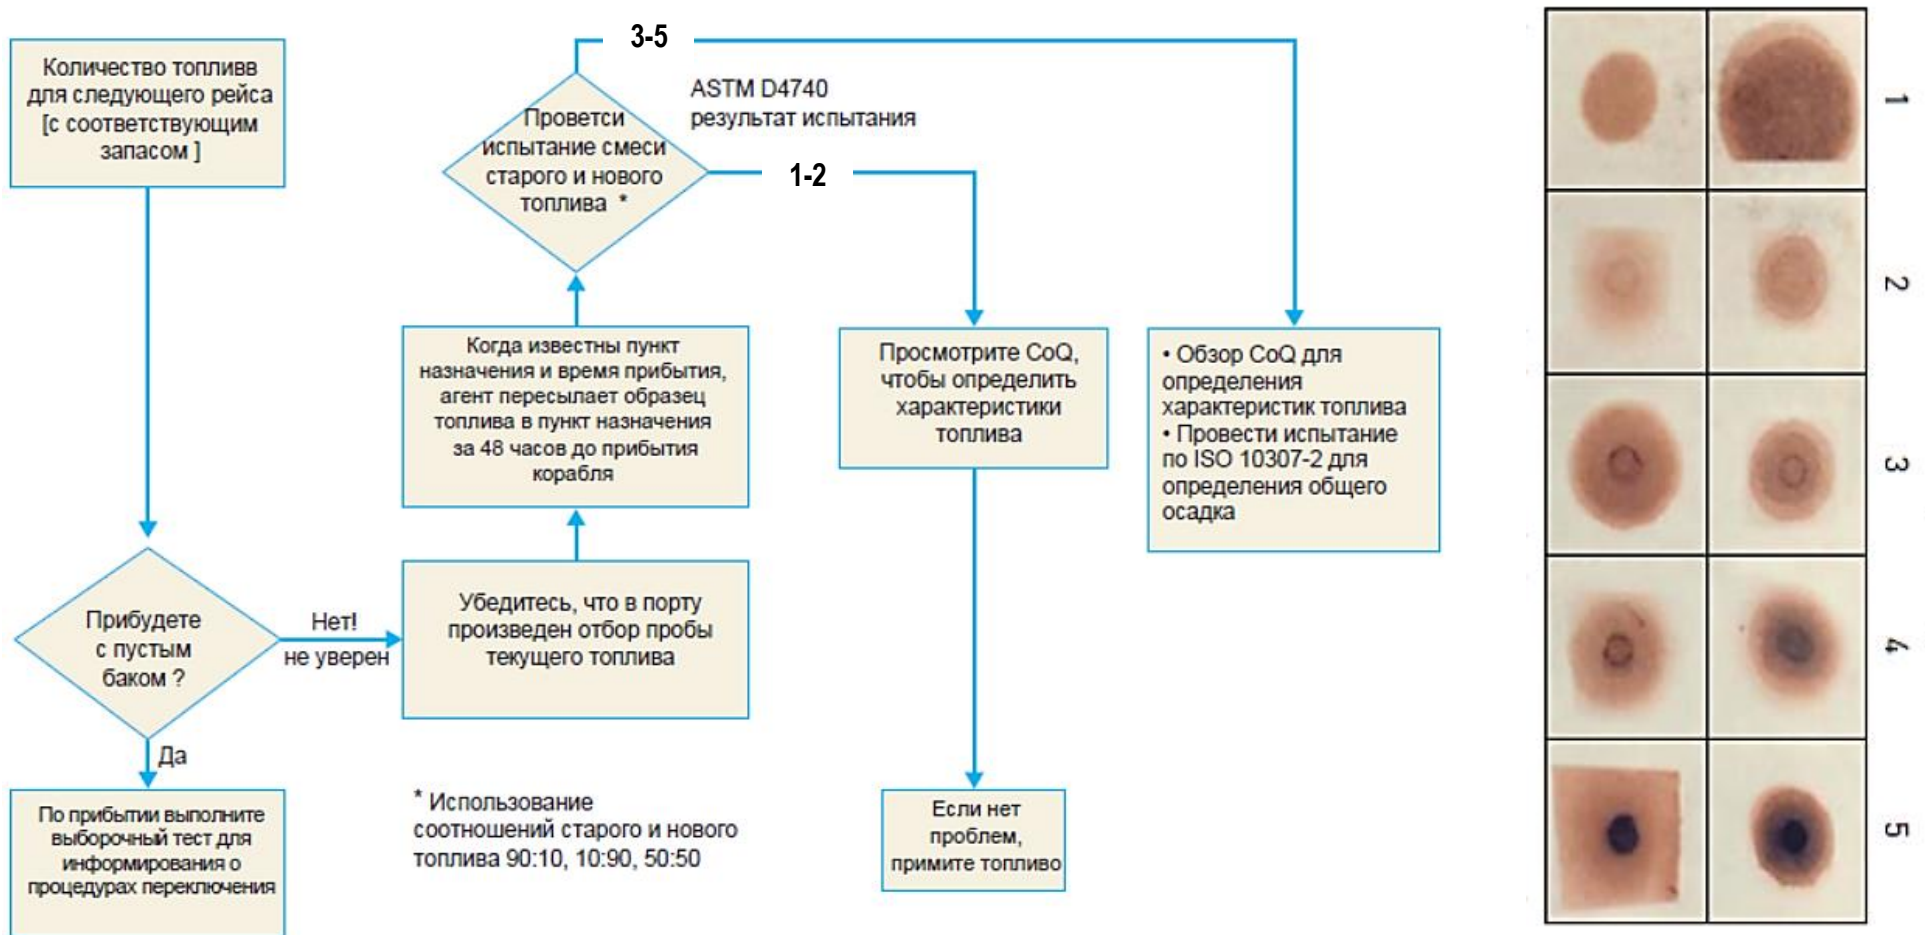 Количество топливв
для следующего рейса
[с соответствующим
запасом ]
Прибудете
с пустым
баком ?
Да
По прибытии выполните
выборочный тест для
информирования о
процедурах переключения
Нет!
не уверен
Убедитесь, что в порту
произведен отбор пробы
текущего топлива
Когда известны пункт
назначения и время прибытия,
агент пересылает образец
топлива в пункт назначения
за 48 часов до прибытия
корабля
Проветси
испытание смеси
старого и нового
топлива *
3-5
ASTM D4740
результат испытания
1-2
Просмотрите CoQ,
чтобы определить
характеристики
топлива
Если нет
проблем,
примите топливо
• Обзор CoQ для
определения
характеристик топлива
• Провести испытание
по ISO 10307-2 для
определения общего
осадка
* Использование
соотношений старого и нового
топлива 90:10, 10:90, 50:50
1
2
3
4
5